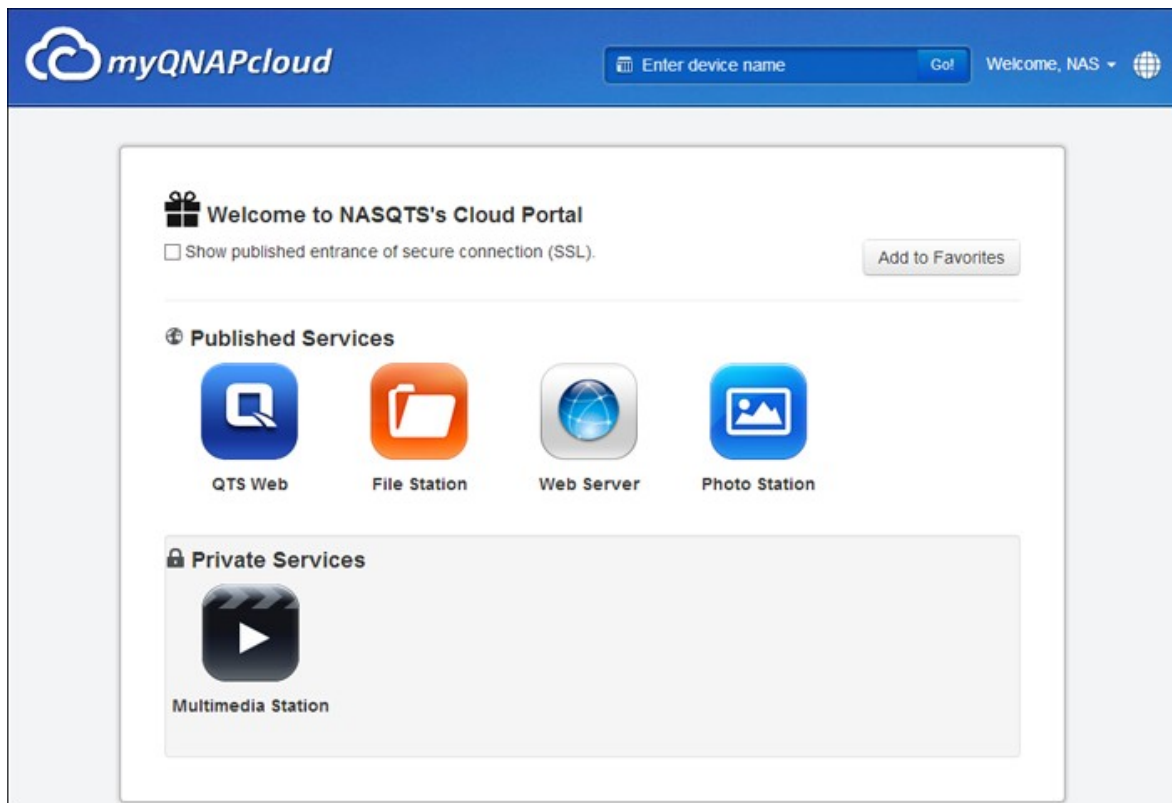 myQNAPcloud
Enter device name Go! Welcome, NAS
Welcome to NASQTS's Cloud Portal
Show published entrance of secure connection (SSL).
Add to Favorites
Published Services
QTS Web File Station Web Server Photo Station
Private Services
Multimedia Station